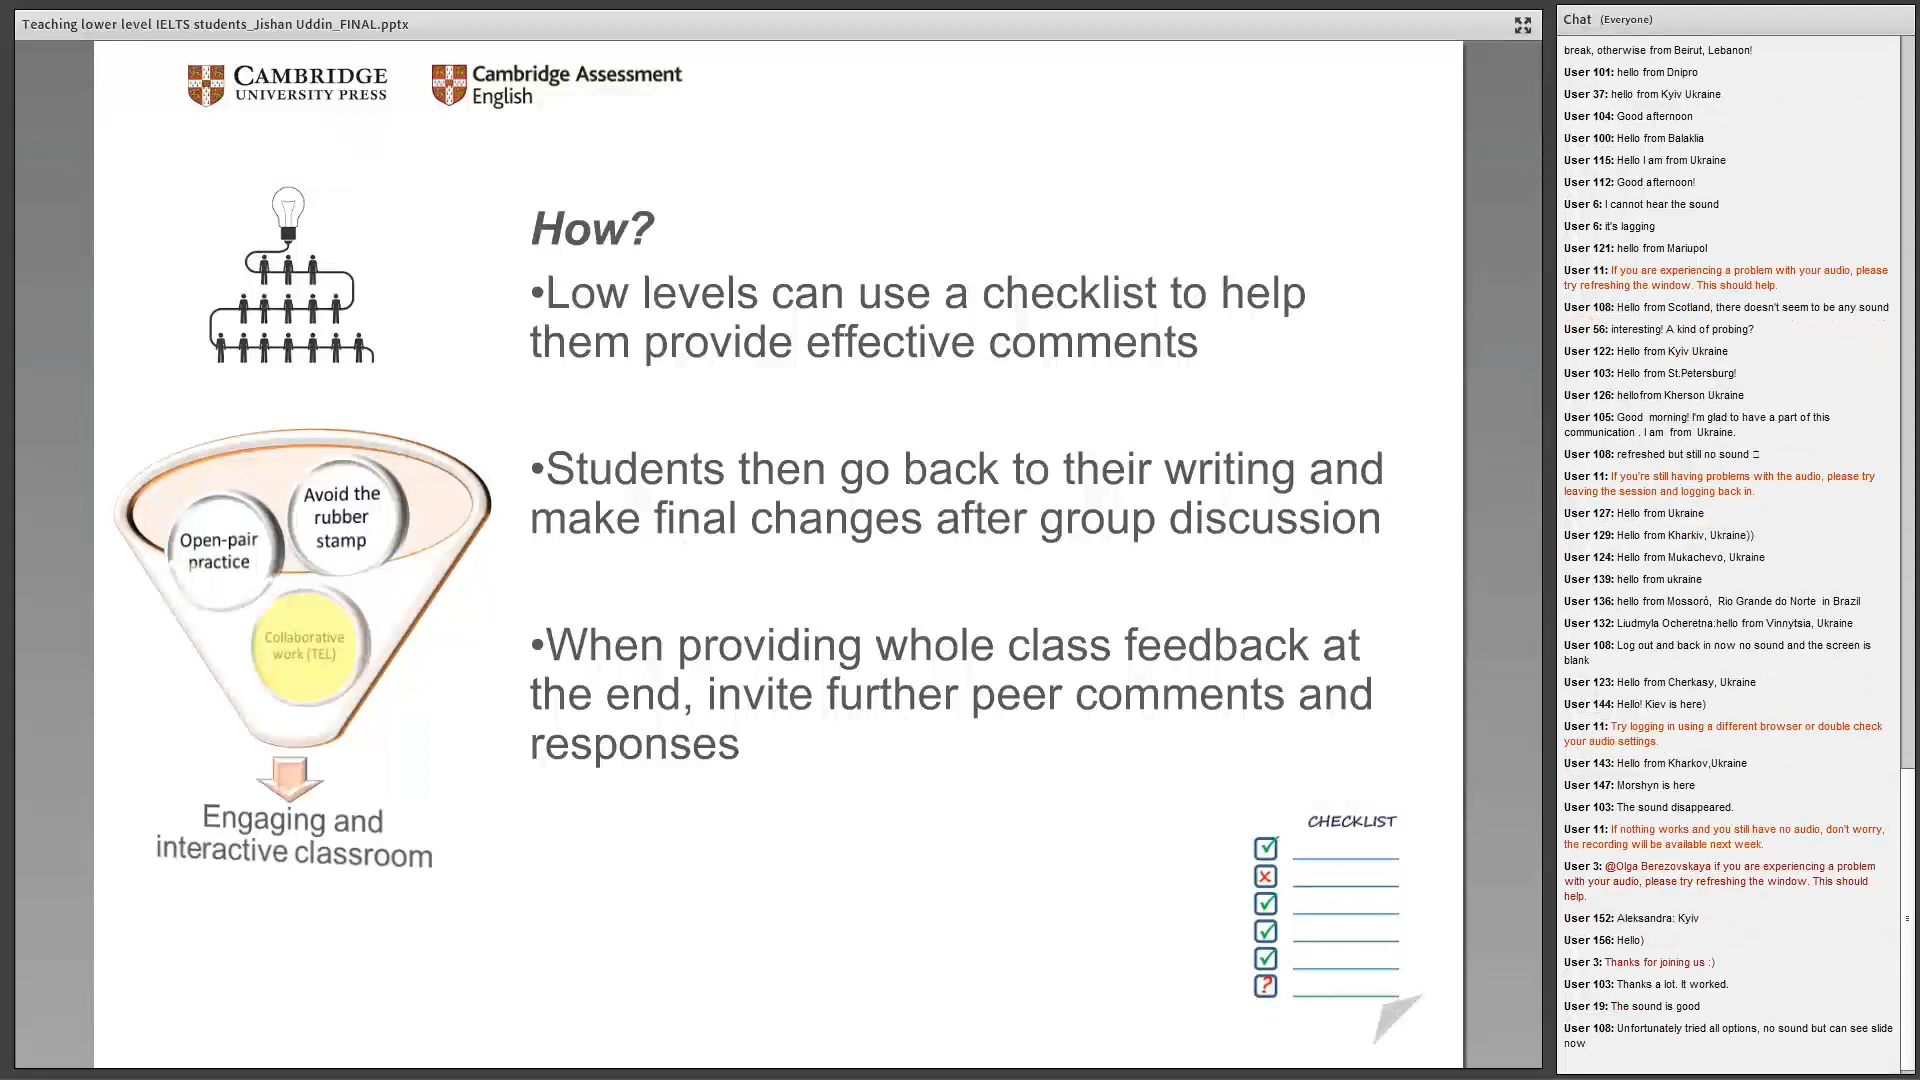 Teaching lower level IELTS students_Jishan Uddin_FINAL.pptx
CAMBRIDGE
UNIVERSITY PRESS
Cambridge Assessment
English
How?
•Low levels can use a checklist to help
them provide effective comments
•Students then go back to their writing and
make final changes after group discussion
•When providing whole class feedback at
the end, invite further peer comments and
responses
Avoid the
rubber
stamp
Open-pair
practice
Collaborative
work (TEL)
Engaging and
interactive classroom
CHECKLIST
Chat (Everyone)
break, otherwise from Beirut, Lebanon!
User 101: hello from Dnipro
User 37: hello from Kyiv Ukraine
User 104: Good afternoon
User 100: Hello from Balaklia
User 115: Hello I am from Ukraine
User 112: Good afternoon!
User 6: I cannot hear the sound
User 6: it's lagging
User 121: hello from Mariupol
User 11: If you are experiencing a problem with your audio, please
try refreshing the window. This should help.
User 108: Hello from Scotland, there doesn't seem to be any sound
User 56: interesting! A kind of probing?
User 122: Hello from Kyiv Ukraine
User 103: Hello from St.Petersburg!
User 126: hellofrom Kherson Ukraine
User 105: Good morning! I'm glad to have a part of this
communication . I am from Ukraine.
User 108: refreshed but still no sound
User 11: If you're still having problems with the audio, please try
leaving the session and logging back in.
User 127: Hello from Ukraine
User 129: Hello from Kharkiv, Ukraine))
User 124: Hello from Mukachevo, Ukraine
User 139: hello from ukraine
User 136: hello from Mossoró, Rio Grande do Norte in Brazil
User 132: Liudmyla Ocheretna:hello from Vinnytsia, Ukraine
User 108: Log out and back in now no sound and the screen is
blank
User 123: Hello from Cherkasy, Ukraine
User 144: Hello! Kiev is here)
User 11: Try logging in using a different browser or double check
your audio settings.
User 143: Hello from Kharkov,Ukraine
User 147: Morshyn is here
User 103: The sound disappeared.
User 11: If nothing works and you still have no audio, don't worry,
the recording will be available next week.
User 3: @Olga Berezovskaya if you are experiencing a problem
with your audio, please try refreshing the window. This should
help.
User 152: Aleksandra: Kyiv
User 156: Hello)
User 3: Thanks for joining us :)
User 103: Thanks a lot. It worked.
User 19: The sound is good
User 108: Unfortunately tried all options, no sound but can see slide
now